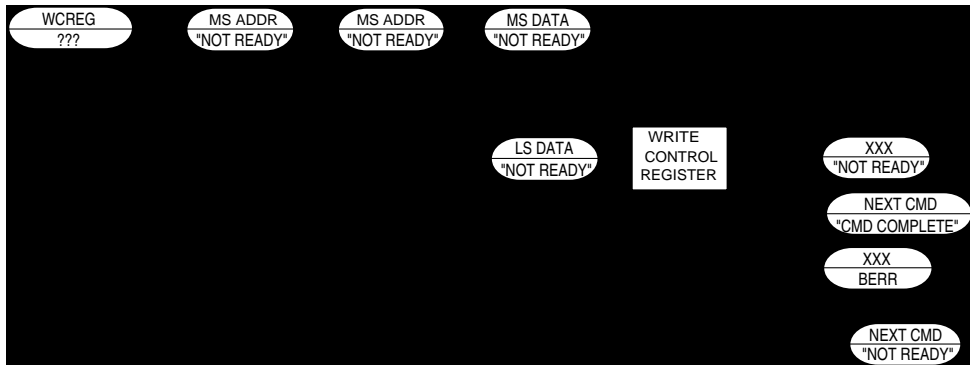 WCREG
???
MS ADDR
"NOT READY"
MS ADDR
"NOT READY"
MS DATA
"NOT READY"
LS DATA
"NOT READY"
WRITE
CONTROL
REGISTER
XXX
"NOT READY"
NEXT CMD
"CMD COMPLETE"
XXX
BERR
NEXT CMD
"NOT READY"